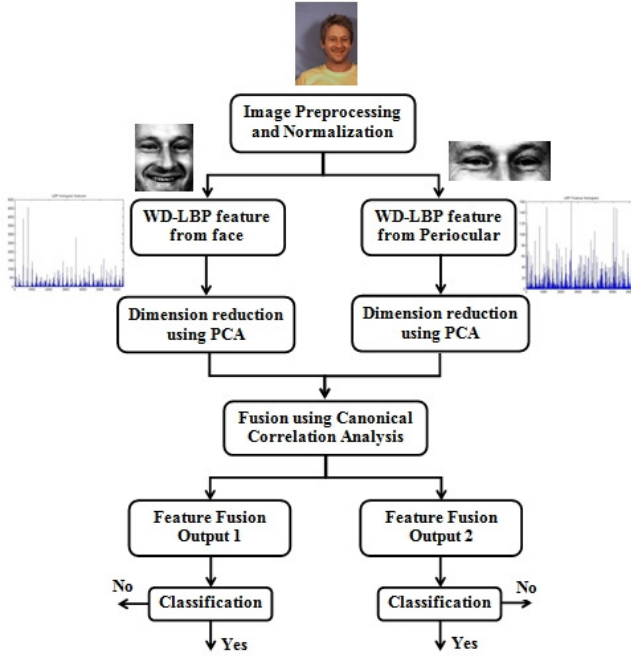 Image Preprocessing
and Normalization
WD-LBP feature
from face
WD-LBP feature
from Periocular
Dimension reduction
using PCA
Dimension reduction
using PCA
Fusion using Canonical
Correlation Analysis
Feature Fusion
Output 1
Feature Fusion
Output 2
No
Classification
Classification
No
Yes
Yes